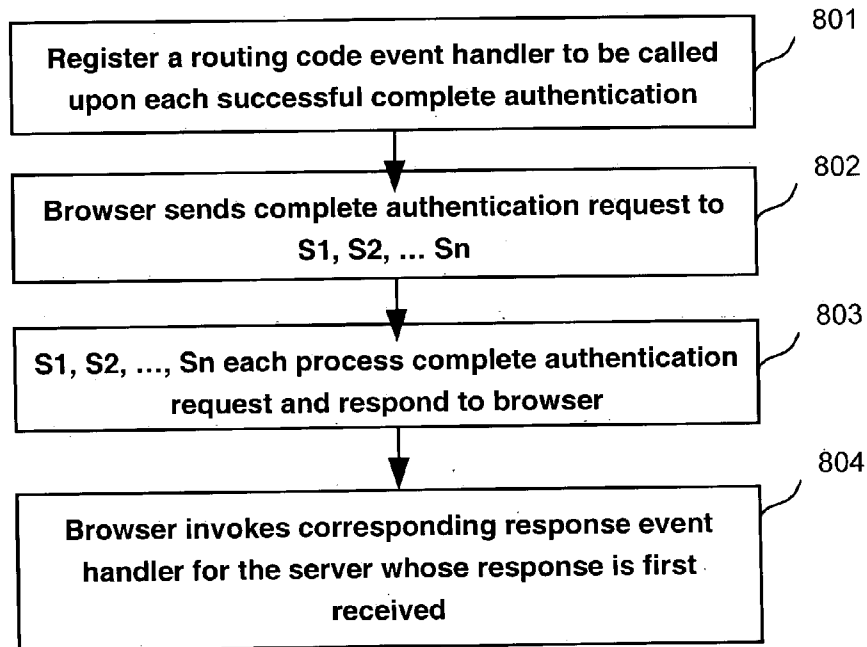 801
Register a routing code event handler to be called
upon each successful complete authentication
802
Browser sends complete authentication request to
S1, S2, ... Sn
803
S1, S2, ..., Sn each process complete authentication
request and respond to browser
804
Browser invokes corresponding response event
handler for the server whose response is first
received